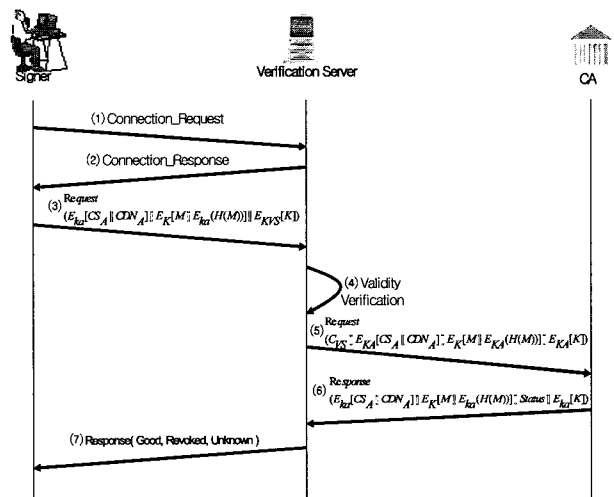 Signer
Verification Server
CA
(1) Connection_Request
(2) Connection_Response
(3) Request
(E_ka[CS_A || CDN_A] || E_K[M || E_ka(H(M))] || E_KVS[K])
(4) Validity
Verification
(5) Request
(C_VS || E_KA[CS_A || CDN_A] || E_K[M || E_KA(H(M))] || E_KA[K])
(6) Response
(E_ka[CS_A || CDN_A] || E_K[M || E_ka(H(M))] || Status || E_ka[K])
(7) Response( Good, Revoked, Unknown )